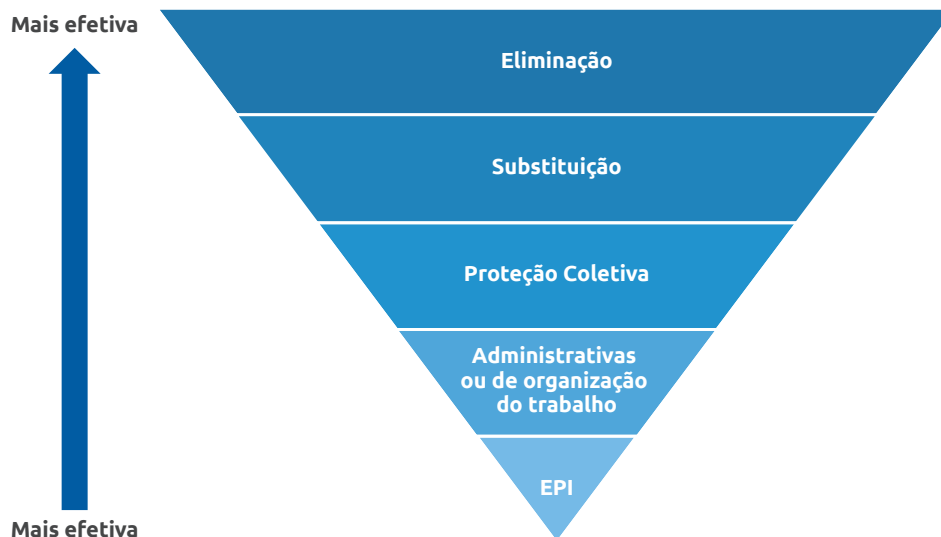 Mais efetiva
Eliminação
Substituição
Proteção Coletiva
Administrativas
ou de organização
do trabalho
EPI
Mais efetiva